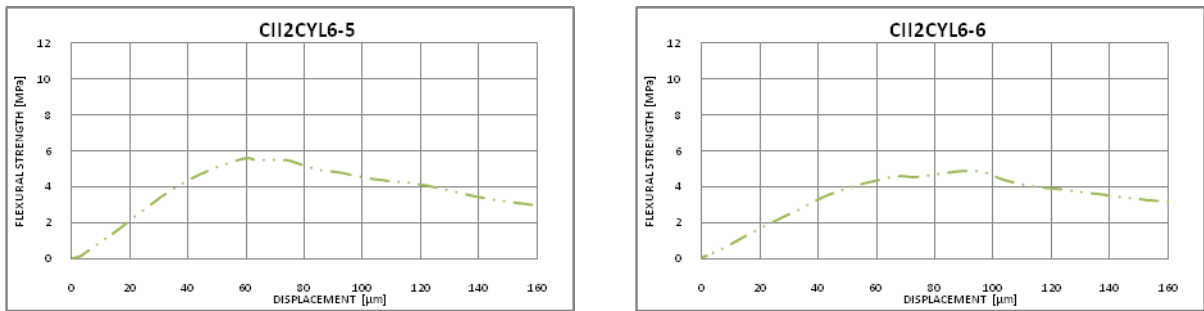 CII2CYL6-5
FLEXURAL STRENGTH [MPa]
12
10
8
6
4
2
0
0 20 40 60 80 100 120 140 160
DISPLACEMENT [µm]
CII2CYL6-6
FLEXURAL STRENGTH [MPa]
12
10
8
6
4
2
0
0 20 40 60 80 100 120 140 160
DISPLACEMENT [µm]